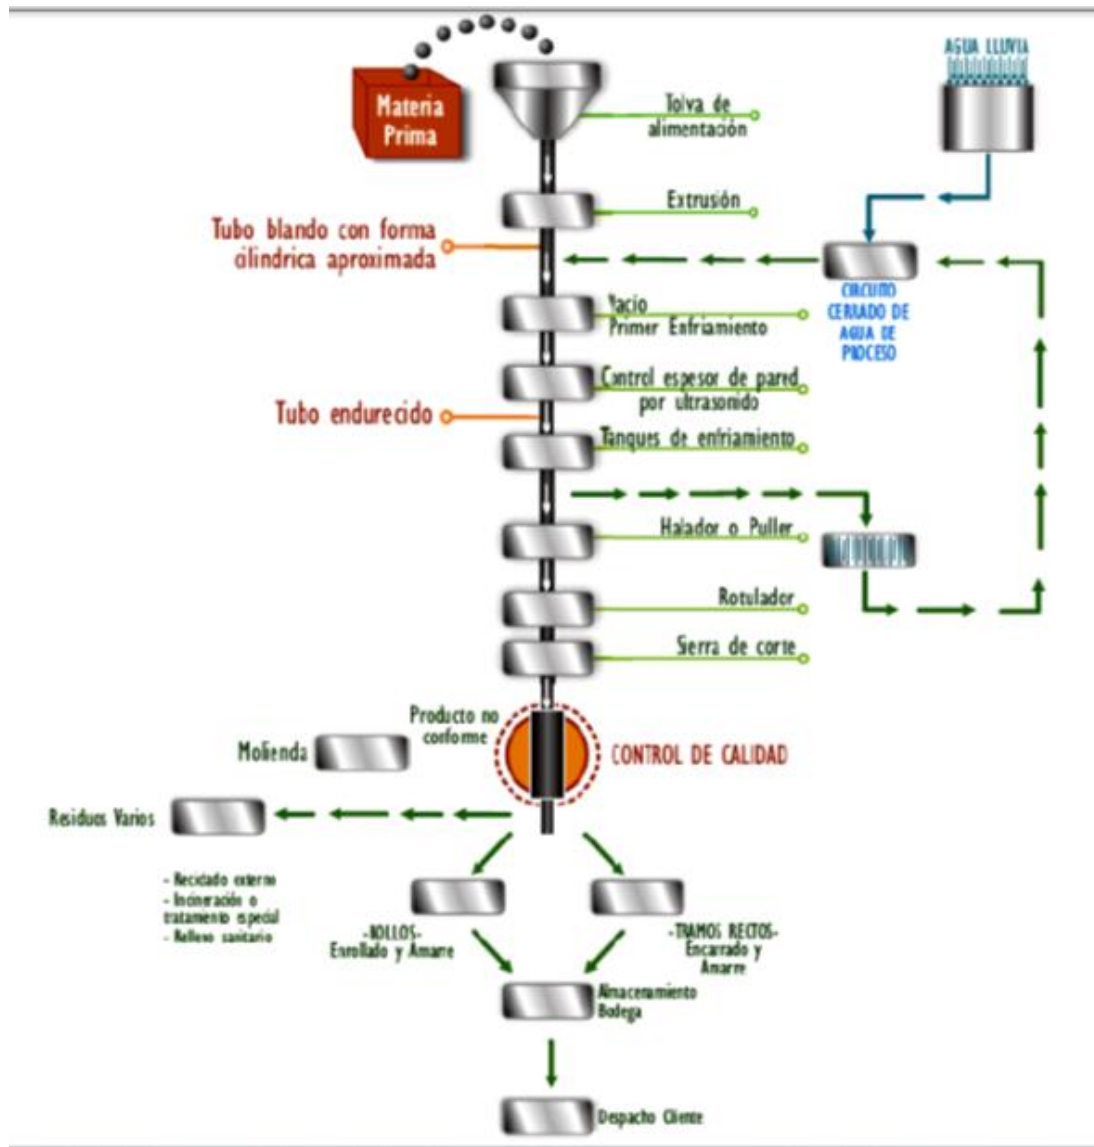 AGUA LLUVIA
Materia
Prima
Tolva de
alimentación
Extrusión
Tubo blando con forma
cilindrica aproximada
CIRCUITO
CERRADO DE
AGUA DE
PROCESO
Vacío
Primer Enfriamiento
Control espesor de pared
por ultrasonido
Tubo endurecido
Tanques de enfriamiento
Halador o Puller
Rotulador
Sierra de corte
Producto no
conforme
Molienda
CONTROL DE CALIDAD
Residuos Varios
- Reciclado externo
- Incineración o
tratamiento especial
- Relleno sanitario
-ROLLOS-
Enrollado y Amarre
-TRAMOS RECTOS-
Encarrado y
Amarre
Almacenamiento
Bodega
Despacho Cliente